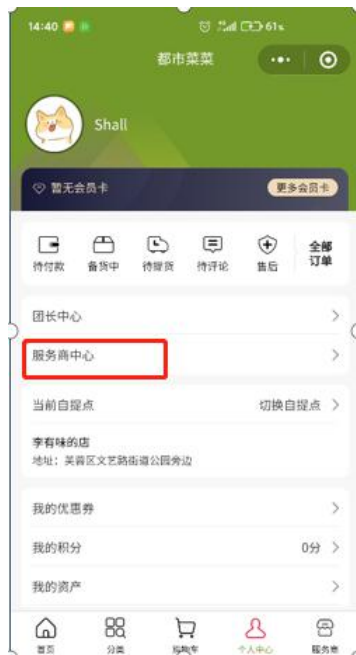 14:40 61%
都市菜菜
Shall
暂无会员卡 更多会员卡
待付款 备货中 待提货 待评论 售后 全部订单
团长中心
服务商中心
当前自提点 切换自提点
李有味的店
地址：芙蓉区文艺路街道公园旁边
我的优惠券
我的积分 0分
我的资产
首页 分类 购物车 个人中心 服务商